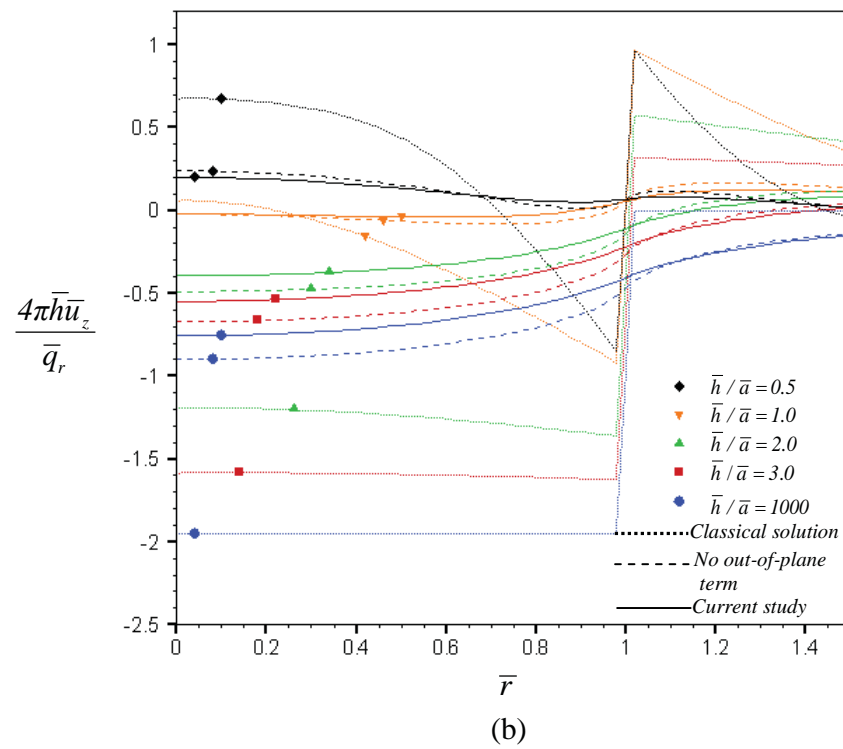 1
0.5
0
-0.5
-1
-1.5
-2
-2.5
4πh̅u̅_z
q̅_r
h̅ / a̅ = 0.5
h̅ / a̅ = 1.0
h̅ / a̅ = 2.0
h̅ / a̅ = 3.0
h̅ / a̅ = 1000
Classical solution
No out-of-plane
term
Current study
0 0.2 0.4 0.6 0.8 1 1.2 1.4
r̅
(b)